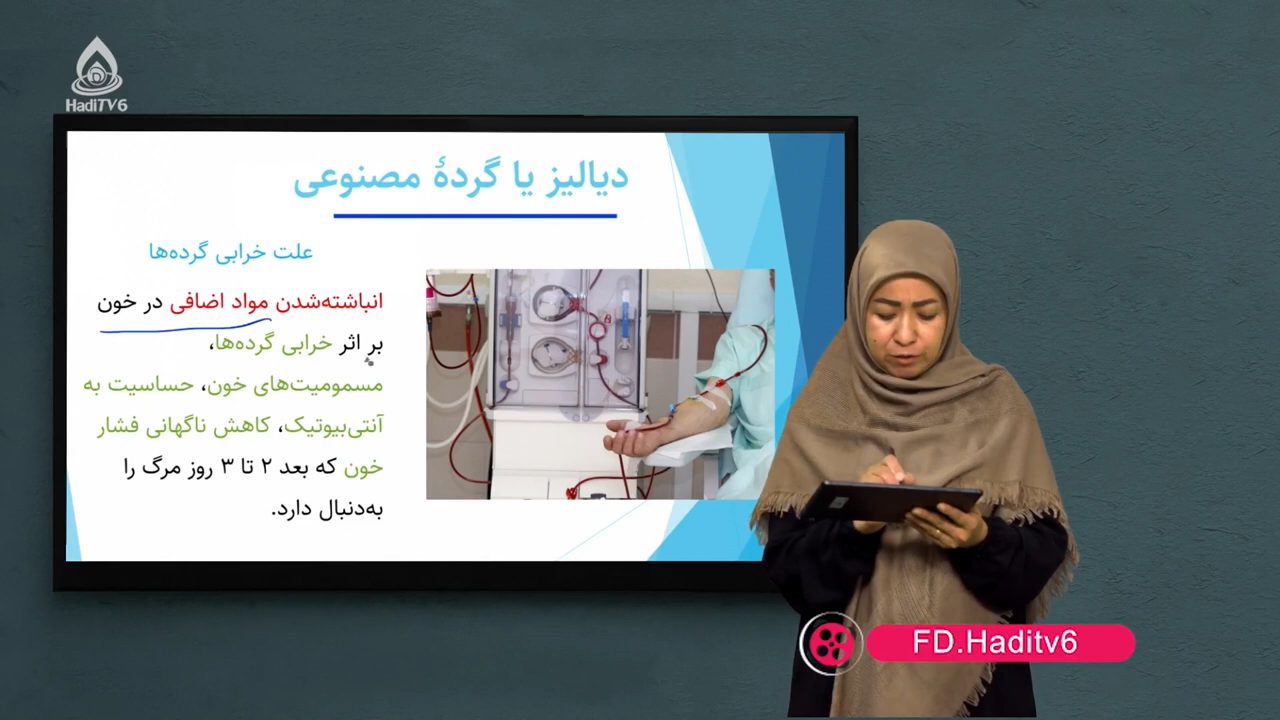 HadiTV6
دیالیز یا گردهٔ مصنوعی
علت خرابی گرده‌ها
انباشته‌شدن مواد اضافی در خون
بر اثر خرابی گرده‌ها،
مسمومیت‌های خون، حساسیت به
آنتی‌بیوتیک، کاهش ناگهانی فشار
خون که بعد ۲ تا ۳ روز مرگ را
به‌دنبال دارد.
FD.Haditv6